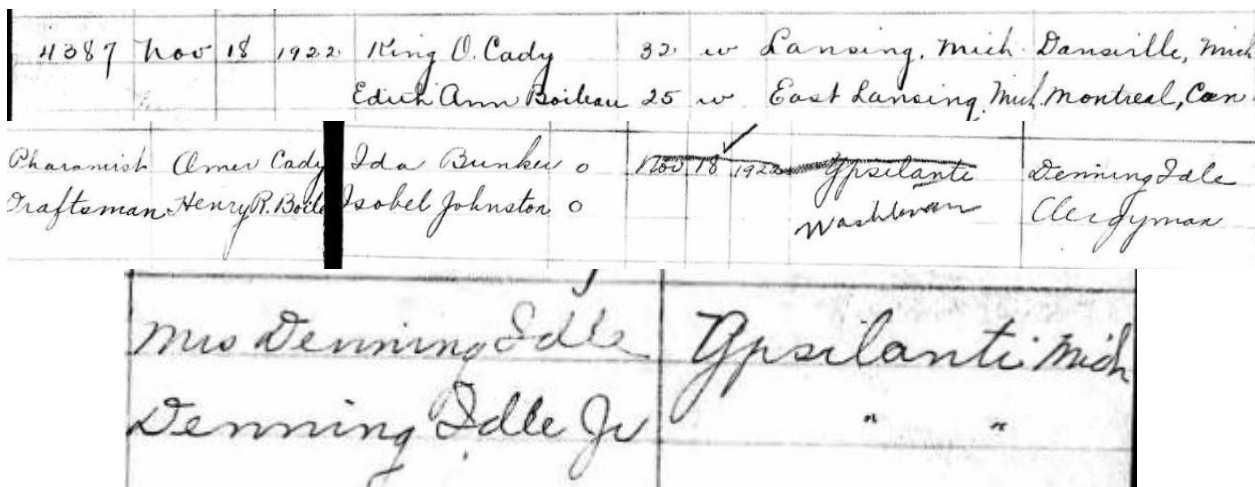 4387 Nov 18 1922 King O. Cady 32 w Lansing, Mich Dansville, Mich
Edith Ann Boileau 25 w East Lansing, Mich Montreal, Can
Pharamist Omer Cady Ida Bunker o Nov 18 1922 Ypsilante Denning Idle
Draftsman Henry R. Boile Isobel Johnston o Washtenaw Clergyman
Mrs Denning Idle Ypsilanti Mich
Denning Idle Jr " "